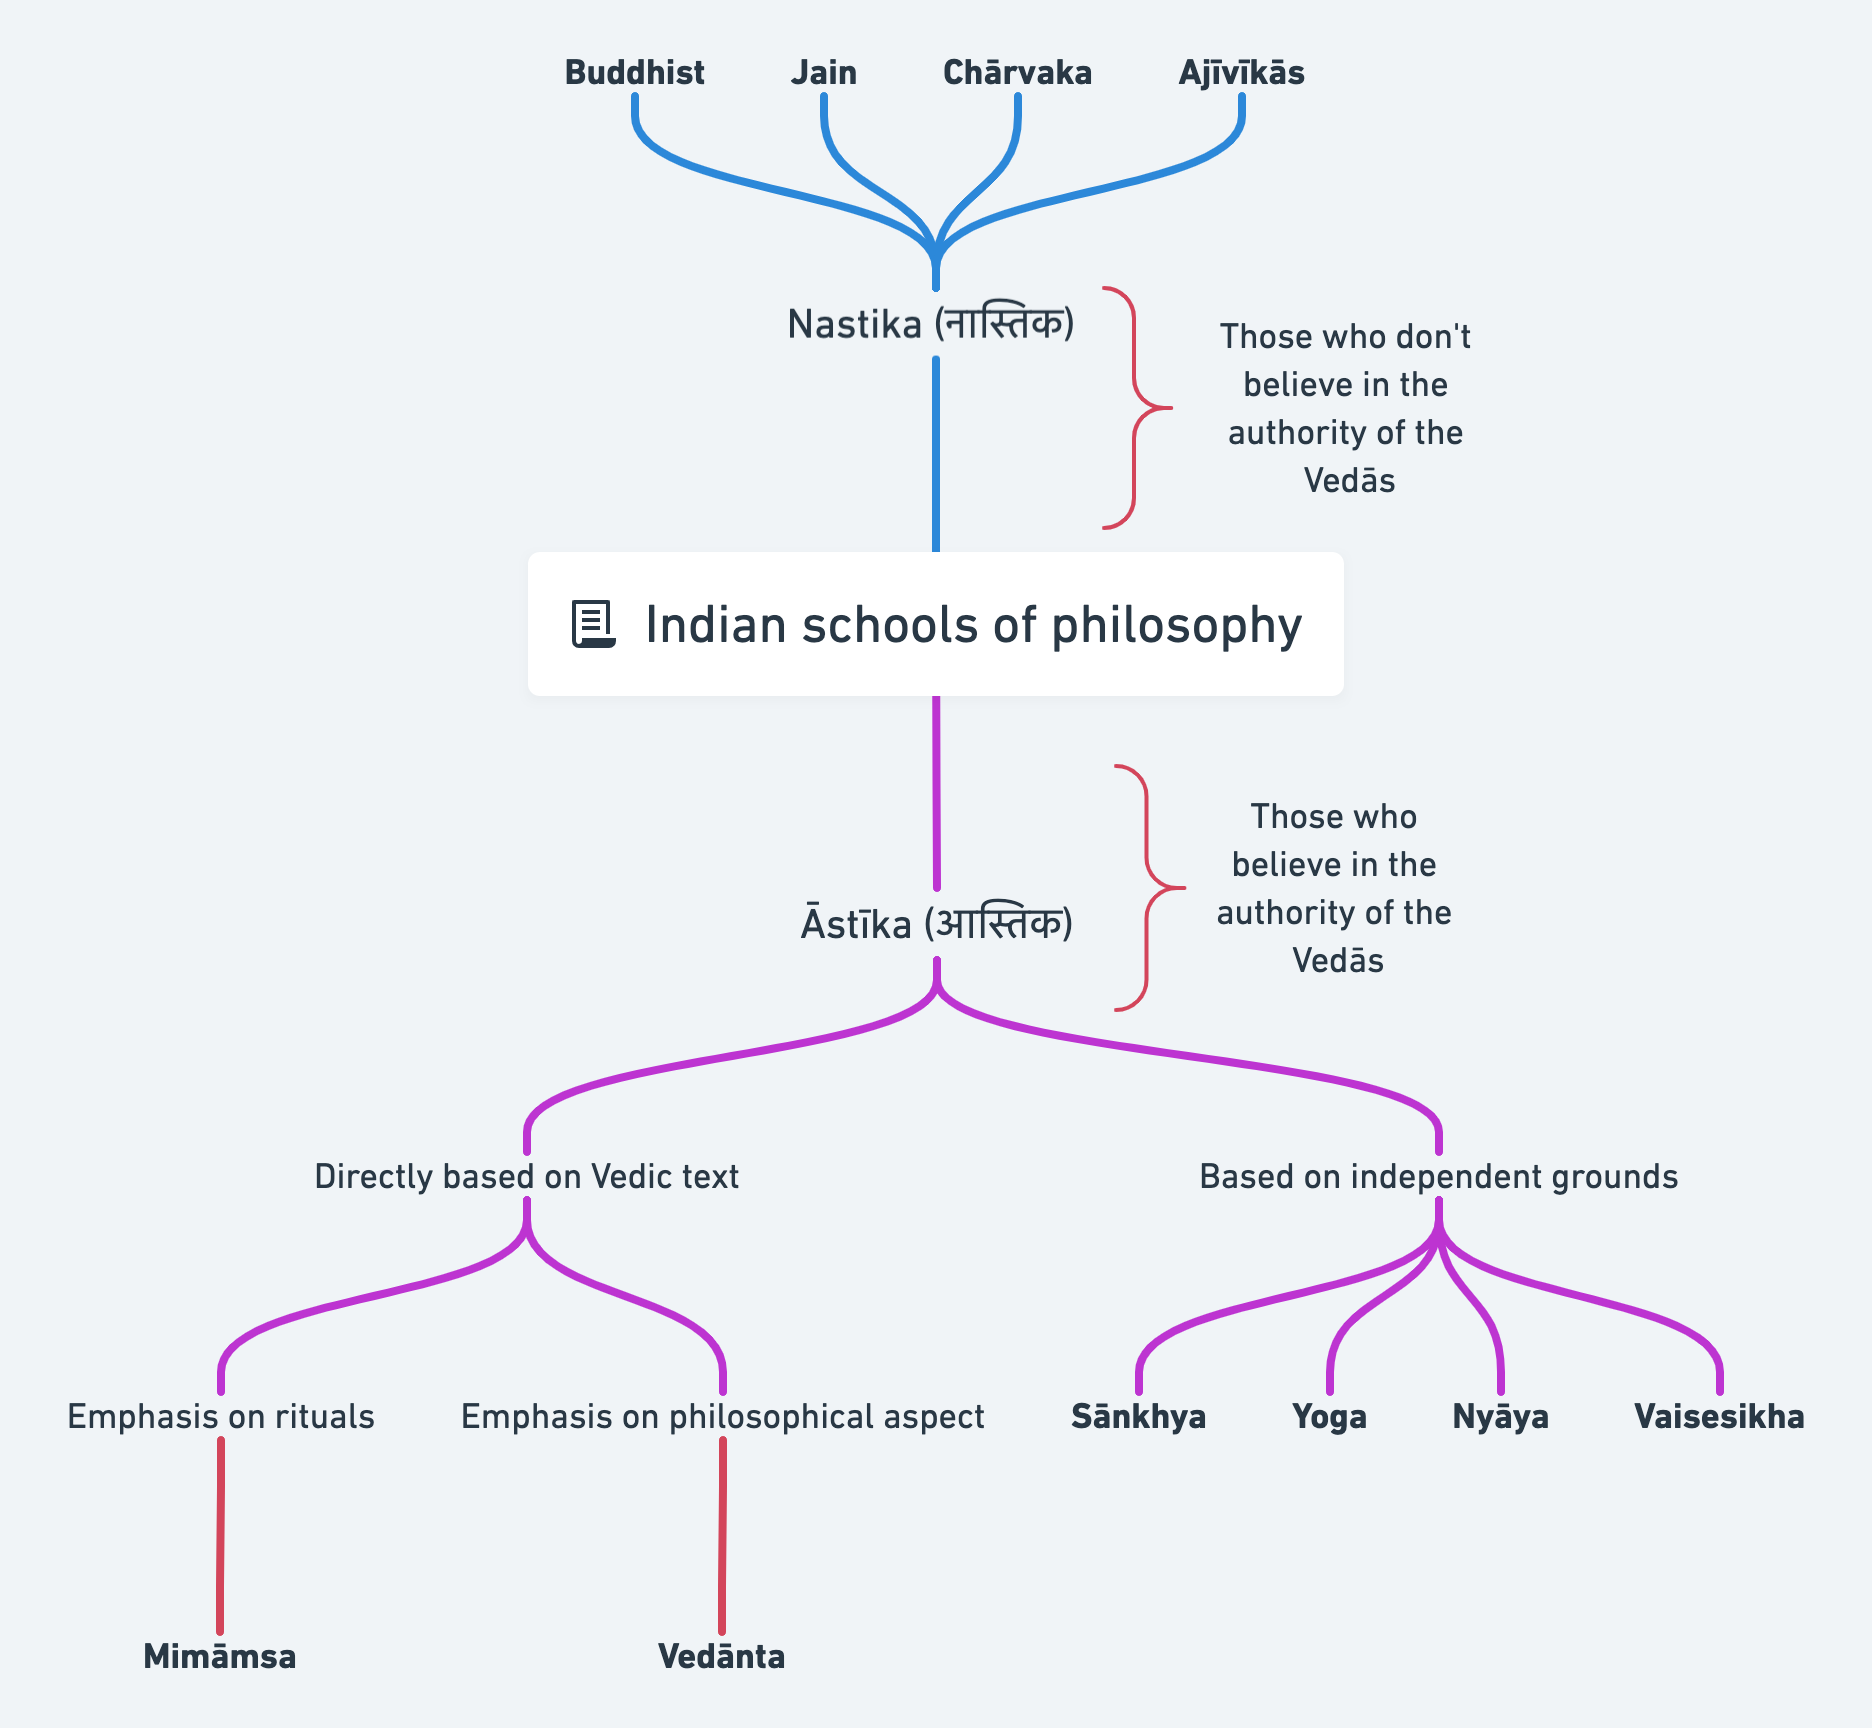 Buddhist Jain Chārvaka Ajīvīkās
Nastika (नास्तिक)
Those who don't
believe in the
authority of the
Vedās
Indian schools of philosophy
Those who
believe in the
authority of the
Vedās
Āstīka (आस्तिक)
Directly based on Vedic text
Based on independent grounds
Emphasis on rituals
Emphasis on philosophical aspect
Sānkhya Yoga Nyāya Vaisesikha
Mimāmsa
Vedānta